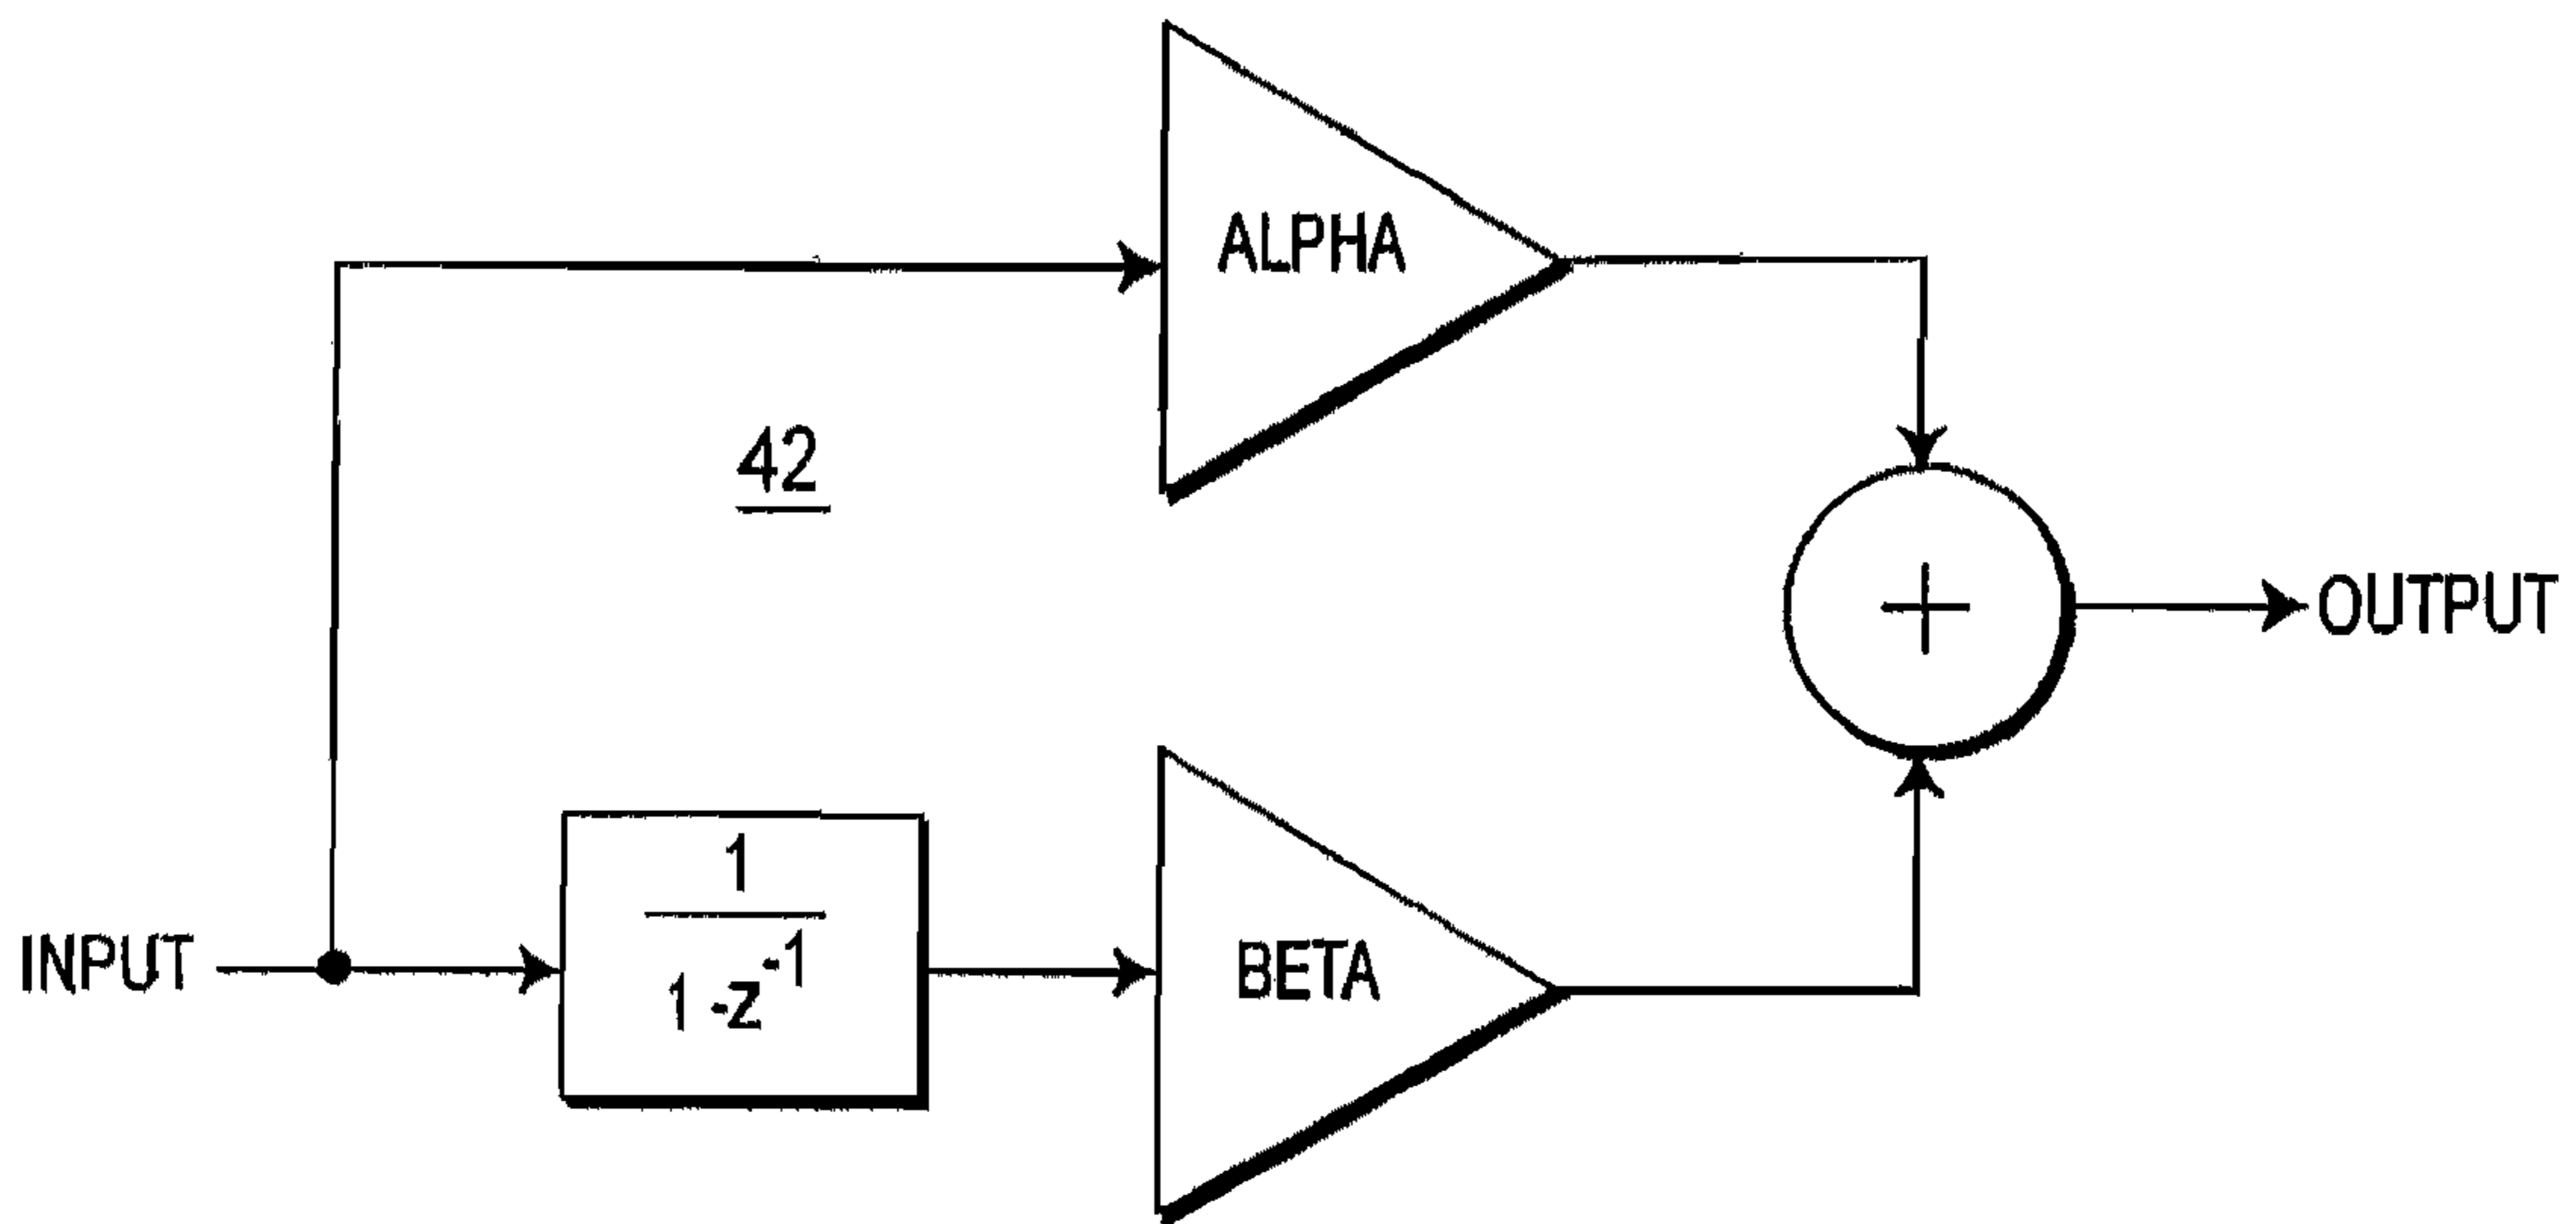 ALPHA
42
+
OUTPUT
INPUT
1
1-z^-1
BETA